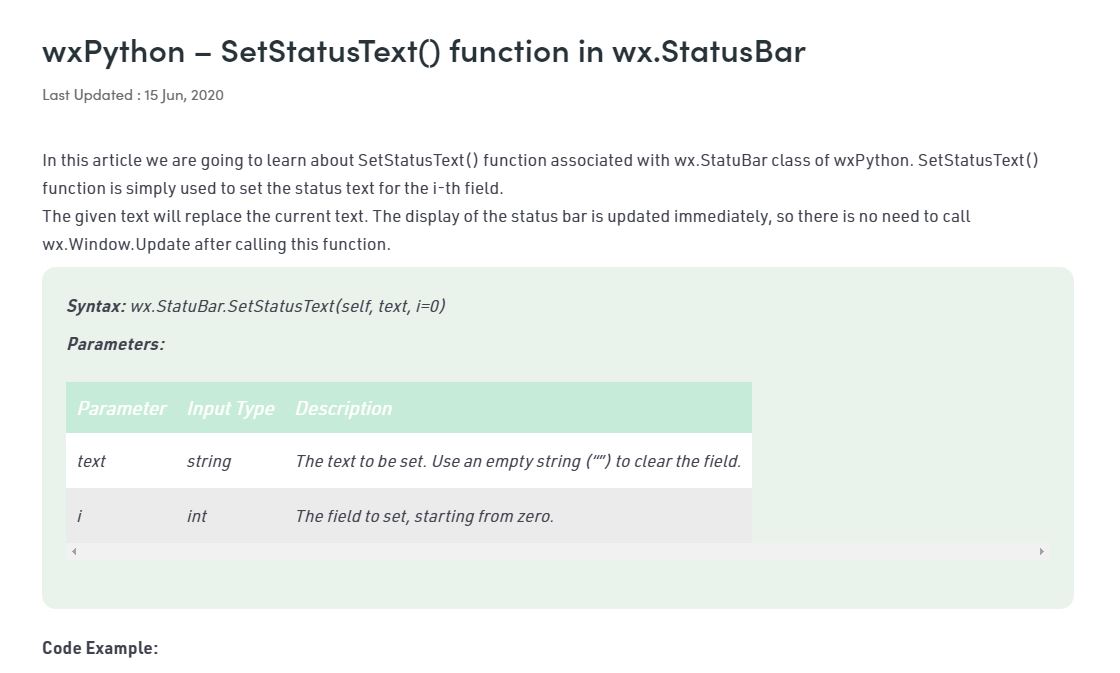 wxPython – SetStatusText() function in wx.StatusBar
Last Updated : 15 Jun, 2020
In this article we are going to learn about SetStatusText() function associated with wx.StatuBar class of wxPython. SetStatusText()
function is simply used to set the status text for the i-th field.
The given text will replace the current text. The display of the status bar is updated immediately, so there is no need to call
wx.Window.Update after calling this function.
Syntax: wx.StatuBar.SetStatusText(self, text, i=0)
Parameters:
Parameter Input Type Description
text string The text to be set. Use an empty string (“”) to clear the field.
i int The field to set, starting from zero.
Code Example: